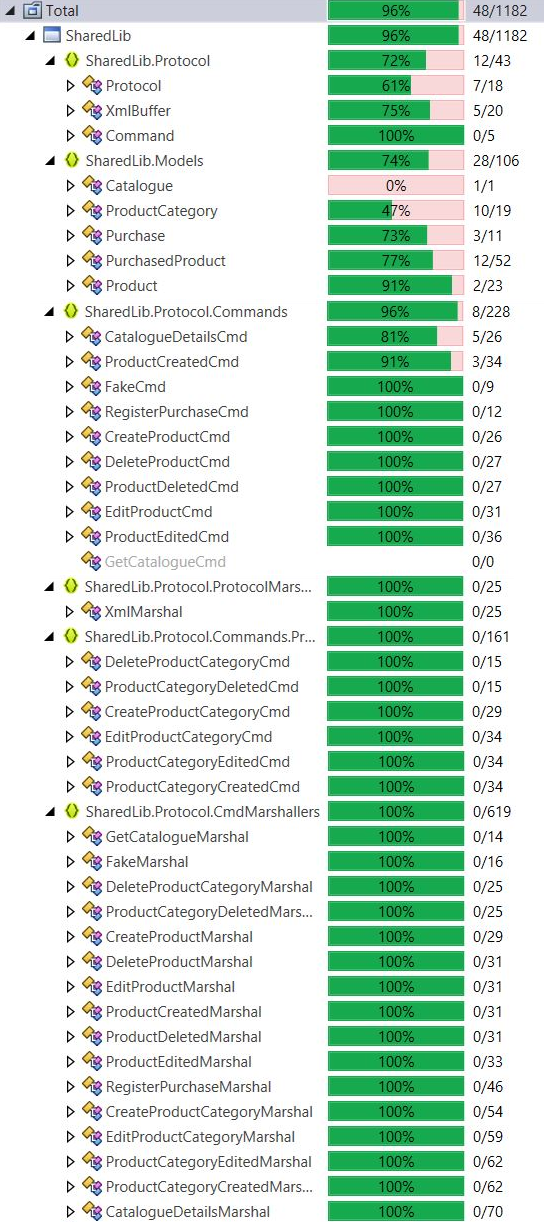 Total 96% 48/1182
SharedLib 96% 48/1182
SharedLib.Protocol 72% 12/43
Protocol 61% 7/18
XmlBuffer 75% 5/20
Command 100% 0/5
SharedLib.Models 74% 28/106
Catalogue 0% 1/1
ProductCategory 47% 10/19
Purchase 73% 3/11
PurchasedProduct 77% 12/52
Product 91% 2/23
SharedLib.Protocol.Commands 96% 8/228
CatalogueDetailsCmd 81% 5/26
ProductCreatedCmd 91% 3/34
FakeCmd 100% 0/9
RegisterPurchaseCmd 100% 0/12
CreateProductCmd 100% 0/26
DeleteProductCmd 100% 0/27
ProductDeletedCmd 100% 0/27
EditProductCmd 100% 0/31
ProductEditedCmd 100% 0/36
GetCatalogueCmd 0/0
SharedLib.Protocol.ProtocolMars... 100% 0/25
XmlMarshal 100% 0/25
SharedLib.Protocol.Commands.Pr... 100% 0/161
DeleteProductCategoryCmd 100% 0/15
ProductCategoryDeletedCmd 100% 0/15
CreateProductCategoryCmd 100% 0/29
EditProductCategoryCmd 100% 0/34
ProductCategoryEditedCmd 100% 0/34
ProductCategoryCreatedCmd 100% 0/34
SharedLib.Protocol.CmdMarshallers 100% 0/619
GetCatalogueMarshal 100% 0/14
FakeMarshal 100% 0/16
DeleteProductCategoryMarshal 100% 0/25
ProductCategoryDeletedMars... 100% 0/25
CreateProductMarshal 100% 0/29
DeleteProductMarshal 100% 0/31
EditProductMarshal 100% 0/31
ProductCreatedMarshal 100% 0/31
ProductDeletedMarshal 100% 0/31
ProductEditedMarshal 100% 0/33
RegisterPurchaseMarshal 100% 0/46
CreateProductCategoryMarshal 100% 0/54
EditProductCategoryMarshal 100% 0/59
ProductCategoryEditedMarshal 100% 0/62
ProductCategoryCreatedMars... 100% 0/62
CatalogueDetailsMarshal 100% 0/70